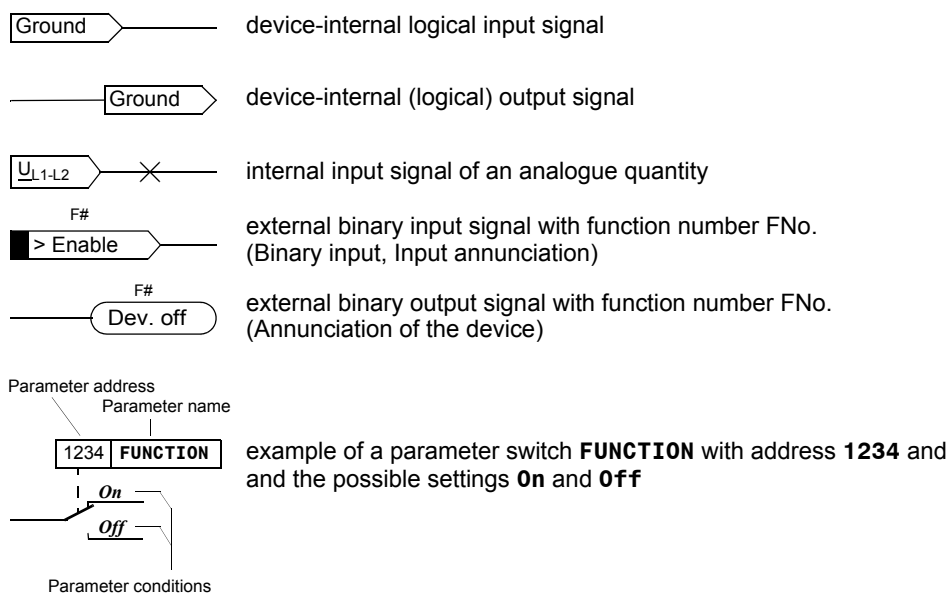 Ground device-internal logical input signal
Ground device-internal (logical) output signal
UL1-L2 internal input signal of an analogue quantity
F#
> Enable
external binary input signal with function number FNo.
(Binary input, Input annunciation)
F#
Dev. off
external binary output signal with function number FNo.
(Annunciation of the device)
Parameter address
Parameter name
1234 FUNCTION
example of a parameter switch FUNCTION with address 1234 and
and the possible settings On and Off
On
Off
Parameter conditions